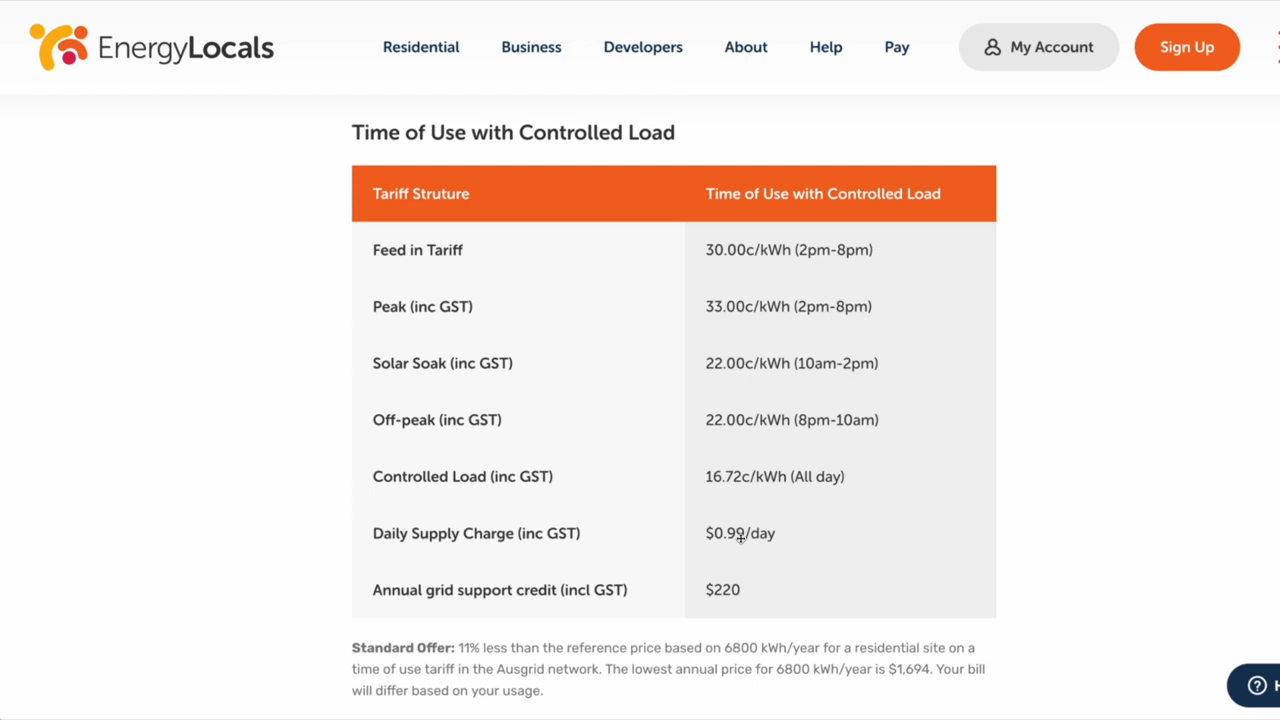 EnergyLocals
Residential Business Developers About Help Pay My Account Sign Up
Time of Use with Controlled Load
Tariff Struture Time of Use with Controlled Load
Feed in Tariff 30.00c/kWh (2pm-8pm)
Peak (inc GST) 33.00c/kWh (2pm-8pm)
Solar Soak (inc GST) 22.00c/kWh (10am-2pm)
Off-peak (inc GST) 22.00c/kWh (8pm-10am)
Controlled Load (inc GST) 16.72c/kWh (All day)
Daily Supply Charge (inc GST) $0.99/day
Annual grid support credit (incl GST) $220
Standard Offer: 11% less than the reference price based on 6800 kWh/year for a residential site on a
time of use tariff in the Ausgrid network. The lowest annual price for 6800 kWh/year is $1,694. Your bill
will differ based on your usage.